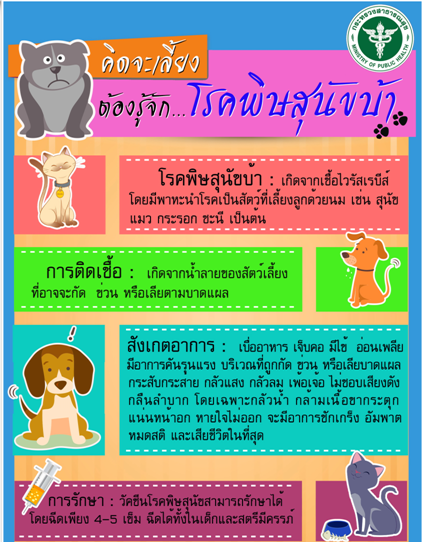 กระทรวงสาธารณสุข
MINISTRY OF PUBLIC HEALTH
คิดจะเลี้ยง
ต้องรู้จัก...โรคพิษสุนัขบ้า
โรคพิษสุนัขบ้า : เกิดจากเชื้อไวรัสเรบีส์
โดยมีพาหะนำโรคเป็นสัตว์ที่เลี้ยงลูกด้วยนม เช่น สุนัข
แมว กระรอก ชะนี เป็นต้น
การติดเชื้อ : เกิดจากน้ำลายของสัตว์เลี้ยง
ที่อาจจะกัด ข่วน หรือเลียตามบาดแผล
สังเกตอาการ : เบื่ออาหาร เจ็บคอ มีไข้ อ่อนเพลีย
มีอาการคันรุนแรง บริเวณที่ถูกกัด ข่วน หรือเลียบาดแผล
กระสับกระส่าย กลัวแสง กลัวลม เพ้อเจ้อ ไม่ชอบเสียงดัง
กลืนลำบาก โดยเฉพาะกลัวน้ำ กล้ามเนื้อขากระตุก
แน่นหน้าอก หายใจไม่ออก จะมีอาการชักเกร็ง อัมพาต
หมดสติ และเสียชีวิตในที่สุด
การรักษา : วัคซีนโรคพิษสุนัขสามารถรักษาได้
โดยฉีดเพียง 4-5 เข็ม ฉีดได้ทั้งในเด็กและสตรีมีครรภ์